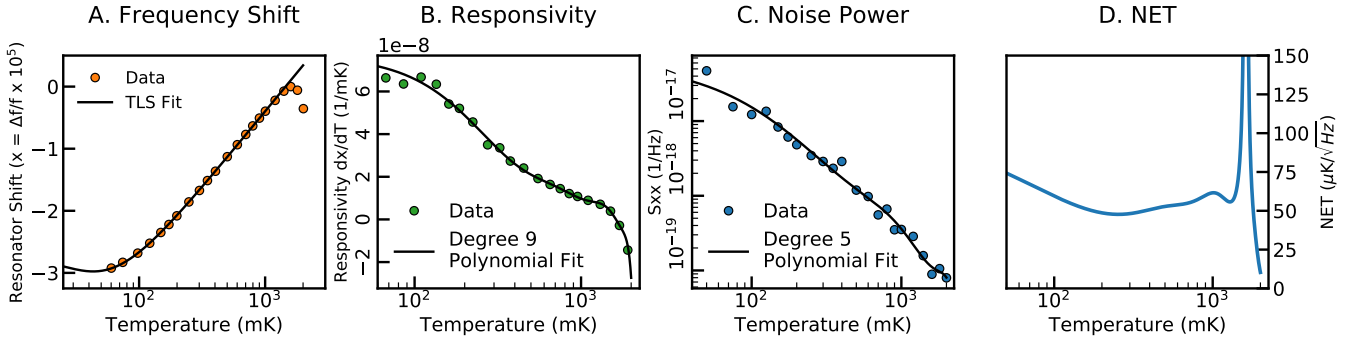 A. Frequency Shift
B. Responsivity
C. Noise Power
D. NET
Resonator Shift (x = Δf/f x 10⁵)
0
−1
−2
−3
Data
TLS Fit
10²
10³
Temperature (mK)
1e−8
Responsivity dx/dT (1/mK)
6
4
2
0
−2
Data
Degree 9
Polynomial Fit
10²
10³
Temperature (mK)
Sxx (1/Hz)
10⁻¹⁷
10⁻¹⁸
10⁻¹⁹
Data
Degree 5
Polynomial Fit
10²
10³
Temperature (mK)
150
125
100
75
50
25
0
NET (μK/√Hz)
10²
10³
Temperature (mK)